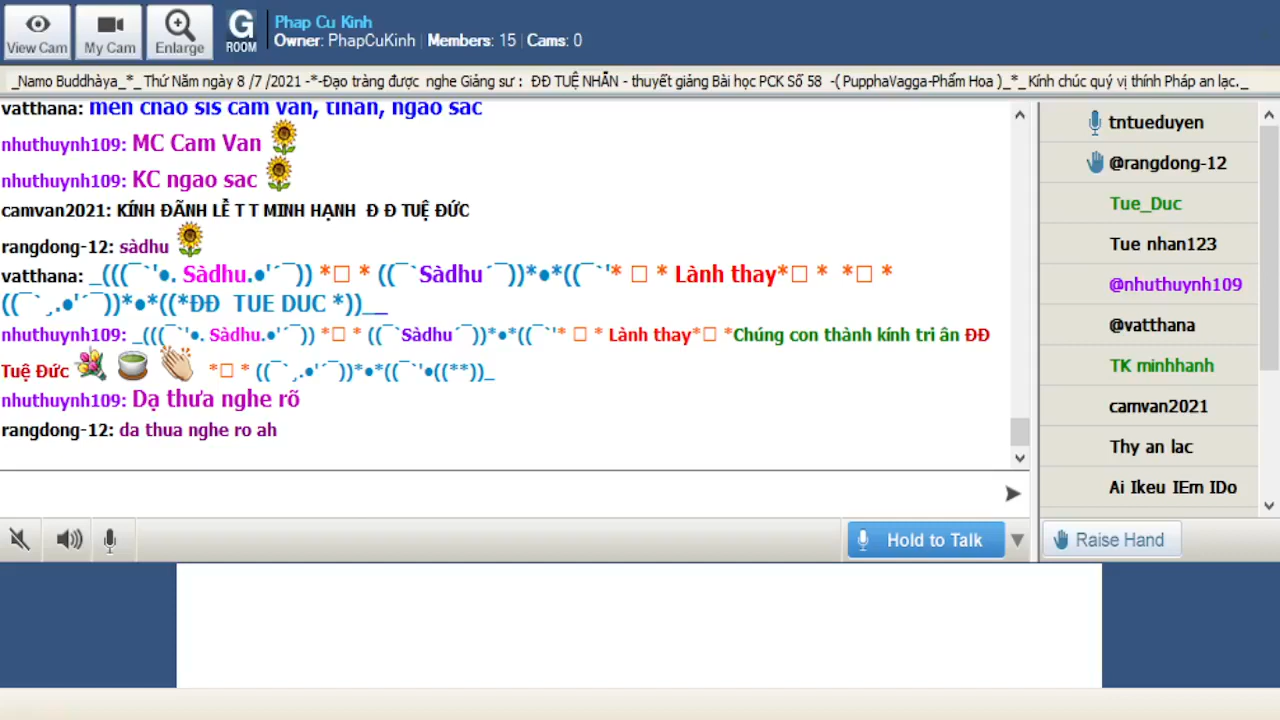 View Cam
My Cam
Enlarge
G
ROOM
Phap Cu Kinh
Owner: PhapCuKinh | Members: 15 | Cams: 0
_Namo Buddhàya_*_ Thứ Năm ngày 8 /7 /2021 -*-Đạo tràng được nghe Giảng sư : ĐĐ TUỆ NHẪN - thuyết giảng Bài học PCK Số 58 -( PupphaVagga-Phẩm Hoa )_*_Kính chúc quý vị thính Pháp an lạc._
vatthana: men chao sis cam van, tinan, ngao sac
nhuthuynh109: MC Cam Van
nhuthuynh109: KC ngao sac
camvan2021: KÍNH ĐÃNH LỄ T T MINH HẠNH Đ Đ TUỆ ĐỨC
rangdong-12: sàdhu
vatthana: _(((¯`'●. Sàdhu.●'´¯)) *□ * ((¯`Sàdhu´¯))*●*((¯`'* □ * Lành thay*□ * *□ *
((¯`¸.●'´¯))*●*((*ĐĐ TUE DUC *))__
nhuthuynh109: _(((¯`'●. Sàdhu.●'´¯)) *□ * ((¯`Sàdhu´¯))*●*((¯`'* □ * Lành thay*□ *Chúng con thành kính tri ân ĐĐ
Tuệ Đức *□ * ((¯`¸.●'´¯))*●*((¯`'●((**))_
nhuthuynh109: Dạ thưa nghe rõ
rangdong-12: da thua nghe ro ah
tntueduyen
@rangdong-12
Tue_Duc
Tue nhan123
@nhuthuynh109
@vatthana
TK minhhanh
camvan2021
Thy an lac
Ai Ikeu IEm IDo
Hold to Talk
Raise Hand